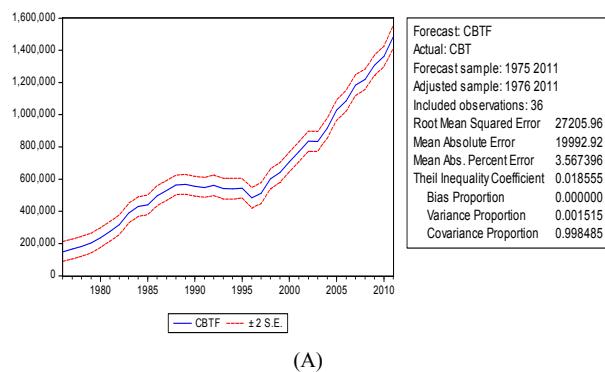 1,600,000
1,400,000
1,200,000
1,000,000
800,000
600,000
400,000
200,000
0
1980 1985 1990 1995 2000 2005 2010
CBTF ± 2 S.E.
Forecast: CBTF
Actual: CBT
Forecast sample: 1975 2011
Adjusted sample: 1976 2011
Included observations: 36
Root Mean Squared Error 27205.96
Mean Absolute Error 19992.92
Mean Abs. Percent Error 3.567396
Theil Inequality Coefficient 0.018555
Bias Proportion 0.000000
Variance Proportion 0.001515
Covariance Proportion 0.998485
(A)